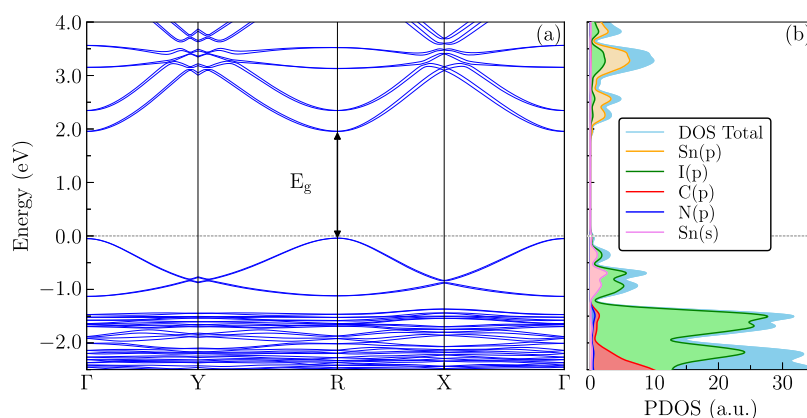 (a)
(b)
4.0
3.0
2.0
1.0
0.0
−1.0
−2.0
Energy (eV)
E_g
Γ Y R X Γ
DOS Total
Sn(p)
I(p)
C(p)
N(p)
Sn(s)
0 10 20 30
PDOS (a.u.)